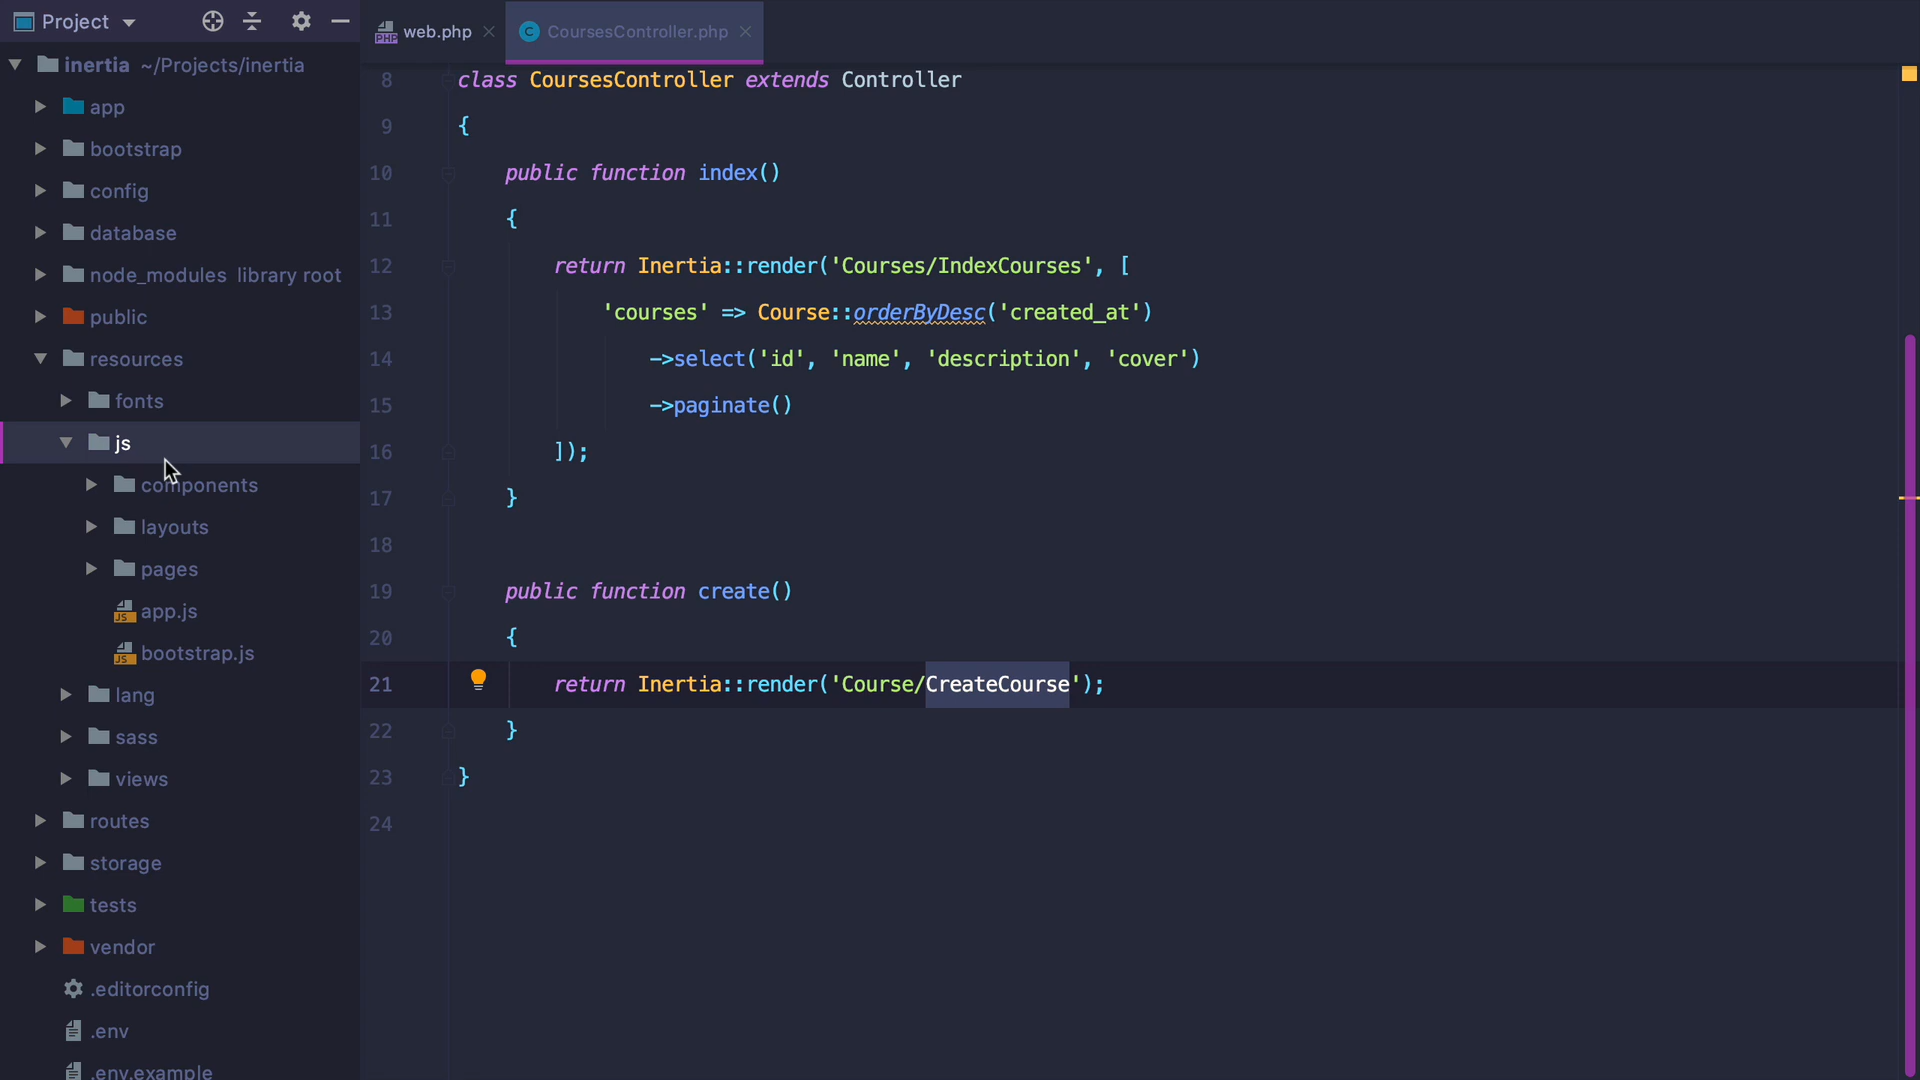 Project
inertia ~/Projects/inertia
app
bootstrap
config
database
node_modules library root
public
resources
fonts
js
components
layouts
pages
app.js
bootstrap.js
lang
sass
views
routes
storage
tests
vendor
.editorconfig
.env
.env.example
web.php
CoursesController.php
8 class CoursesController extends Controller
9 {
10 public function index()
11 {
12 return Inertia::render('Courses/IndexCourses', [
13 'courses' => Course::orderByDesc('created_at')
14 ->select('id', 'name', 'description', 'cover')
15 ->paginate()
16 ]);
17 }
18
19 public function create()
20 {
21 return Inertia::render('Course/CreateCourse');
22 }
23 }
24